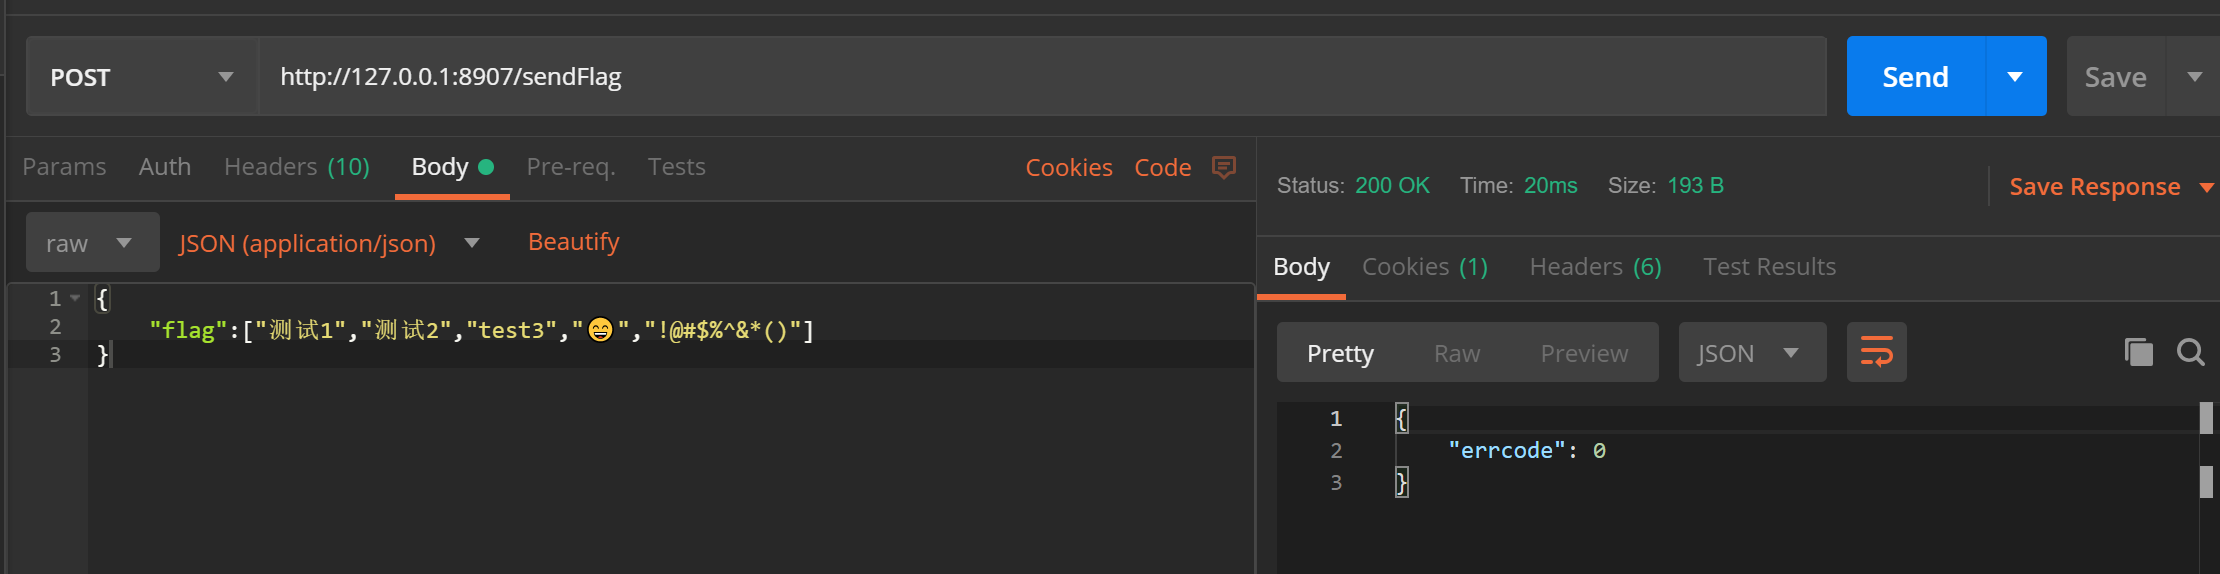 POST http://127.0.0.1:8907/sendFlag Send Save
Params Auth Headers (10) Body Pre-req. Tests Cookies Code
raw JSON (application/json) Beautify
1 {
2 "flag":["测试1","测试2","test3","😄","!@#$%^&*()"]
3 }
Status: 200 OK Time: 20ms Size: 193 B Save Response
Body Cookies (1) Headers (6) Test Results
Pretty Raw Preview JSON
1 {
2 "errcode": 0
3 }